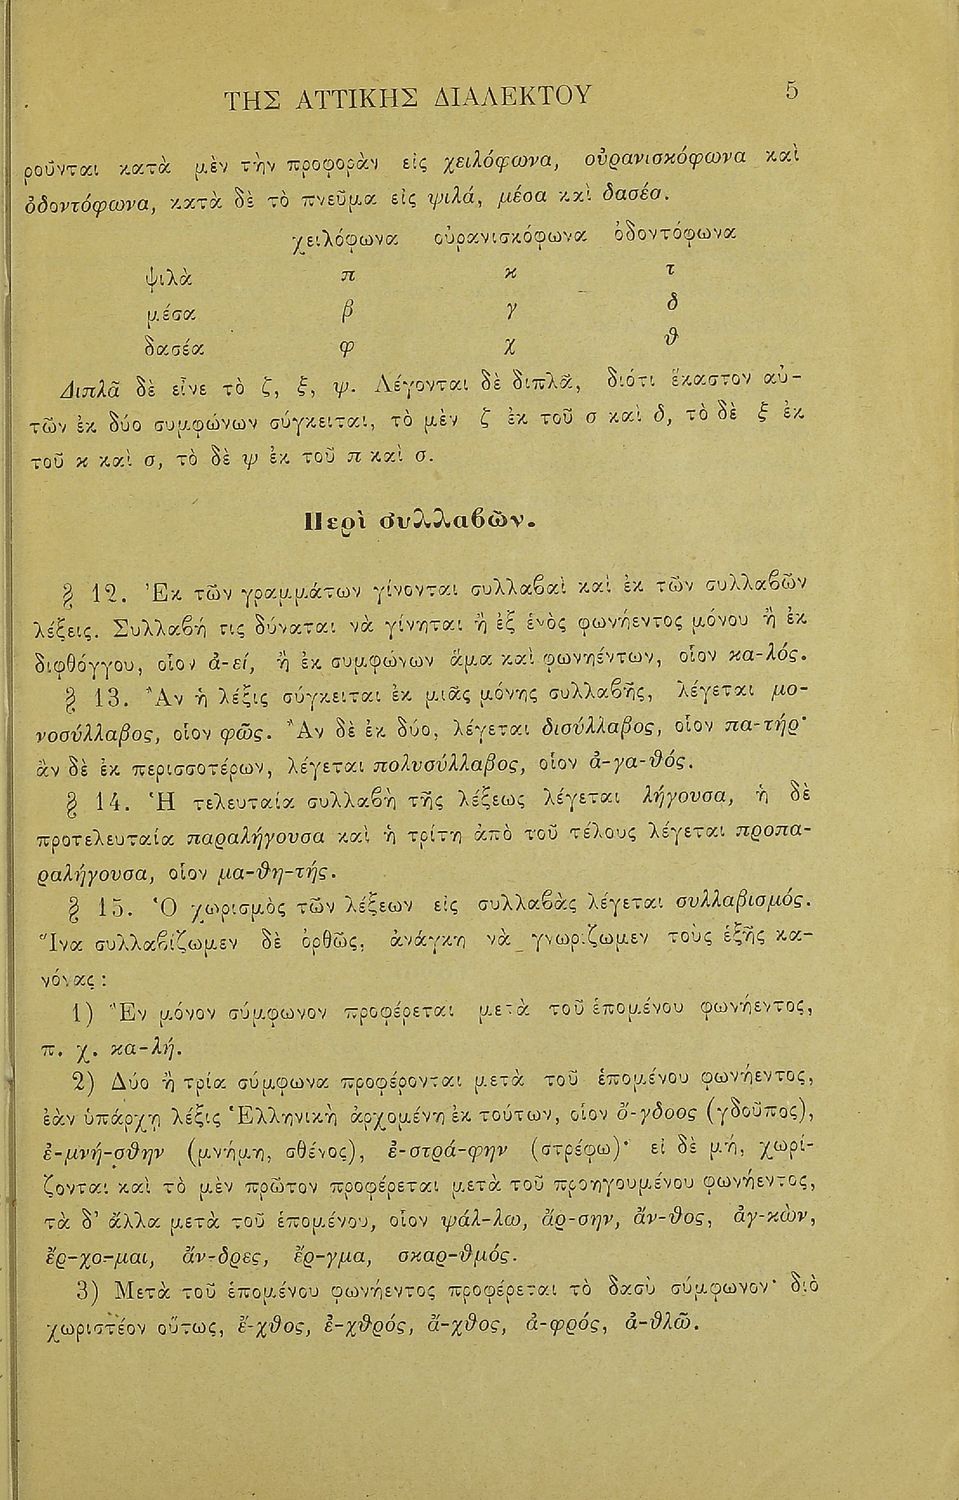 ΤΗΣ ΑΤΤΙΚΗΣ ΔΙΑΛΕΚΤΟΥ 5
ροῦνται κατὰ μὲν τὴν προφορὰν εἰς χειλόφωνα, οὐρανισκόφωνα καὶ
ὀδοντόφωνα, κατὰ δὲ τὸ πνεῦμα εἰς ψιλά, μέσα καὶ δασέα.
χειλόφωνα οὐρανισκόφωνα ὀδοντόφωνα
ψιλὰ π κ τ
μέσα β γ δ
δασέα φ χ ϑ
Διπλᾶ δὲ εἶνε τὸ ζ, ξ, ψ. Λέγονται δὲ διπλᾶ, διότι ἕκαστον αὐ-
τῶν ἐκ δύο συμφώνων σύγκειται, τὸ μὲν ζ ἐκ τοῦ σ καὶ δ, τὸ δὲ ξ ἐκ
τοῦ κ καὶ σ, τὸ δὲ ψ ἐκ τοῦ π καὶ σ.
Περὶ συλλαβῶν.
§ 12. Ἐκ τῶν γραμμάτων γίνονται συλλαβαὶ καὶ ἐκ τῶν συλλαβῶν
λέξεις. Συλλαβή τις δύναται νὰ γίνηται ἢ ἐξ ἑνὸς φωνήεντος μόνου ἢ ἐκ
διφθόγγου, οἷον ἀ-εί, ἢ ἐκ συμφώνων ἅμα καὶ φωνηέντων, οἷον κα-λός.
§ 13. Ἂν ἡ λέξις σύγκειται ἐκ μιᾶς μόνης συλλαβῆς, λέγεται μο-
νοσύλλαβος, οἷον φῶς. Ἂν δὲ ἐκ δύο, λέγεται δισύλλαβος, οἷον πα-τήρ·
ἂν δὲ ἐκ περισσοτέρων, λέγεται πολυσύλλαβος, οἷον ἀ-γα-ϑός.
§ 14. Ἡ τελευταία συλλαβὴ τῆς λέξεως λέγεται λήγουσα, ἡ δὲ
προτελευταία παραλήγουσα καὶ ἡ τρίτη ἀπὸ τοῦ τέλους λέγεται προπα-
ραλήγουσα, οἷον μα-ϑη-τής.
§ 15. Ὁ χωρισμὸς τῶν λέξεων εἰς συλλαβὰς λέγεται συλλαβισμός.
Ἵνα συλλαβίζωμεν δὲ ὀρθῶς, ἀνάγκη νὰ γνωρίζωμεν τοὺς ἑξῆς κα-
νόνας :
1) Ἓν μόνον σύμφωνον προφέρεται μετὰ τοῦ ἑπομένου φωνήεντος,
π. χ. κα-λή.
2) Δύο ἢ τρία σύμφωνα προφέρονται μετὰ τοῦ ἑπομένου φωνήεντος,
ἐὰν ὑπάρχῃ λέξις Ἑλληνικὴ ἀρχομένη ἐκ τούτων, οἷον ὄ-γδοος (γδοῦπος),
ἐ-μνή-σϑην (μνήμη, σθένος), ἐ-στρά-φην (στρέφω)· εἰ δὲ μή, χωρί-
ζονται καὶ τὸ μὲν πρῶτον προφέρεται μετὰ τοῦ προηγουμένου φωνήεντος,
τὰ δ' ἄλλα μετὰ τοῦ ἑπομένου, οἷον ψάλ-λω, ἄρ-σην, ἄν-ϑος, ἀγ-κών,
ἔρ-χο-μαι, ἄν-δρες, ἕρ-γμα, σκαρ-ϑμός.
3) Μετὰ τοῦ ἑπομένου φωνήεντος προφέρεται τὸ δασὺ σύμφωνον· διὸ
χωριστέον οὕτως, ἔ-χϑος, ἐ-χϑρός, ἄ-χϑος, ἀ-φρός, ἀ-ϑλῶ.